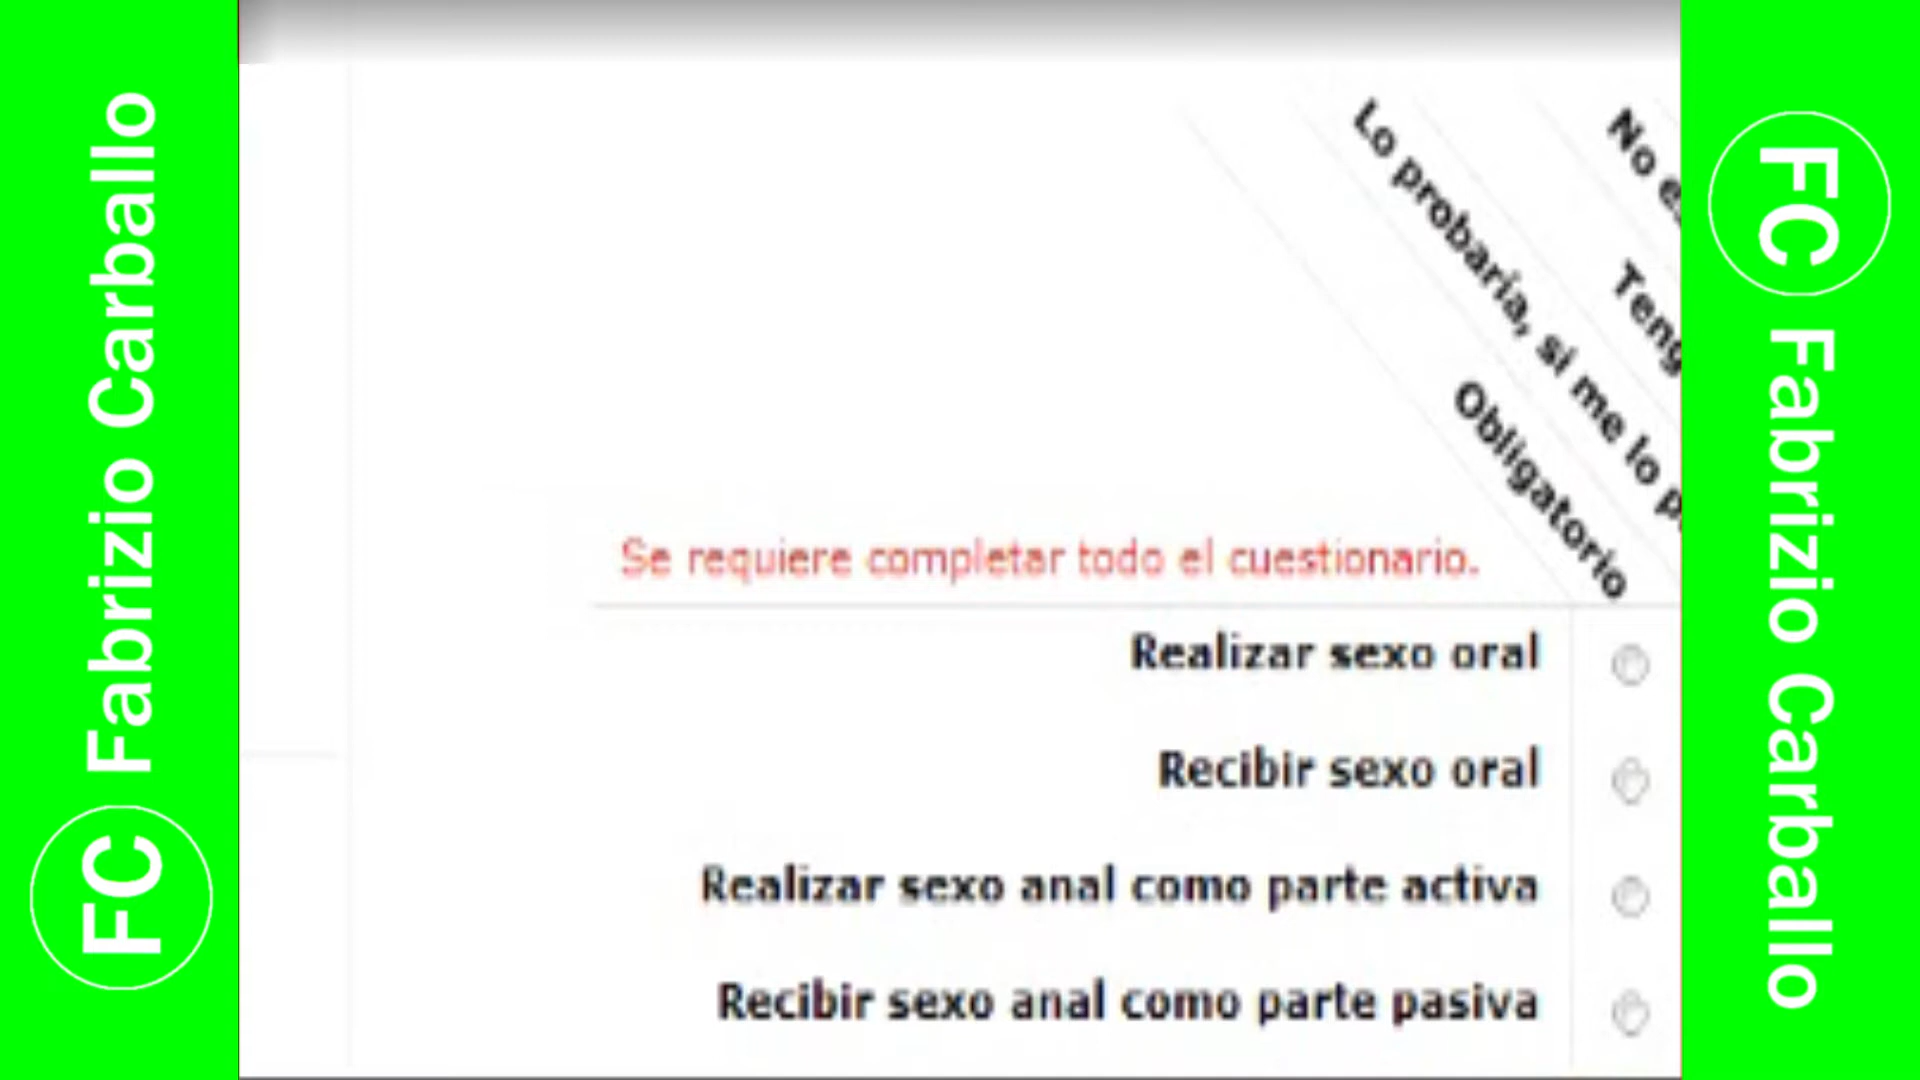 FC Fabrizio Carballo
No
Lo probaría, si me lo
Obligatorio
Se requiere completar todo el cuestionario.
Realizar sexo oral
Recibir sexo oral
Realizar sexo anal como parte activa
Recibir sexo anal como parte pasiva
FC Fabrizio Carballo